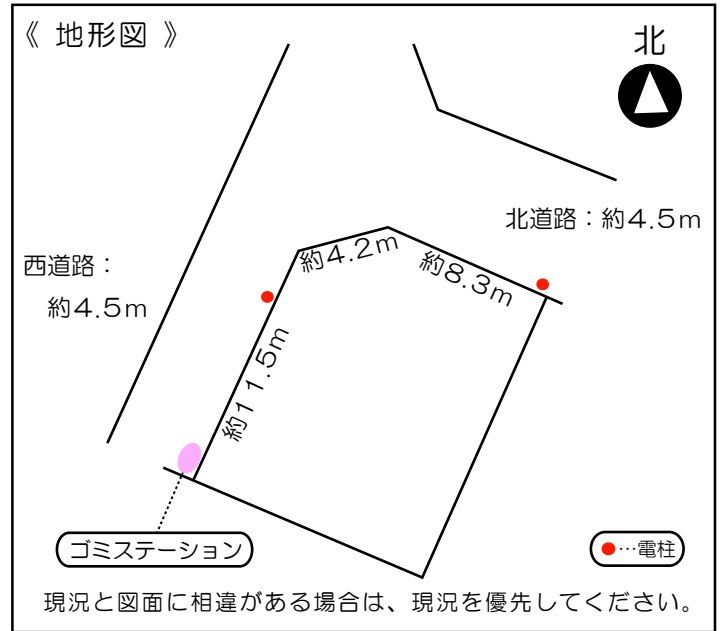 《 地形図 》
北
北道路：約4.5m
約4.2m
約8.3m
西道路：
約4.5m
約11.5m
ゴミステーション
…電柱
現況と図面に相違がある場合は、現況を優先してください。